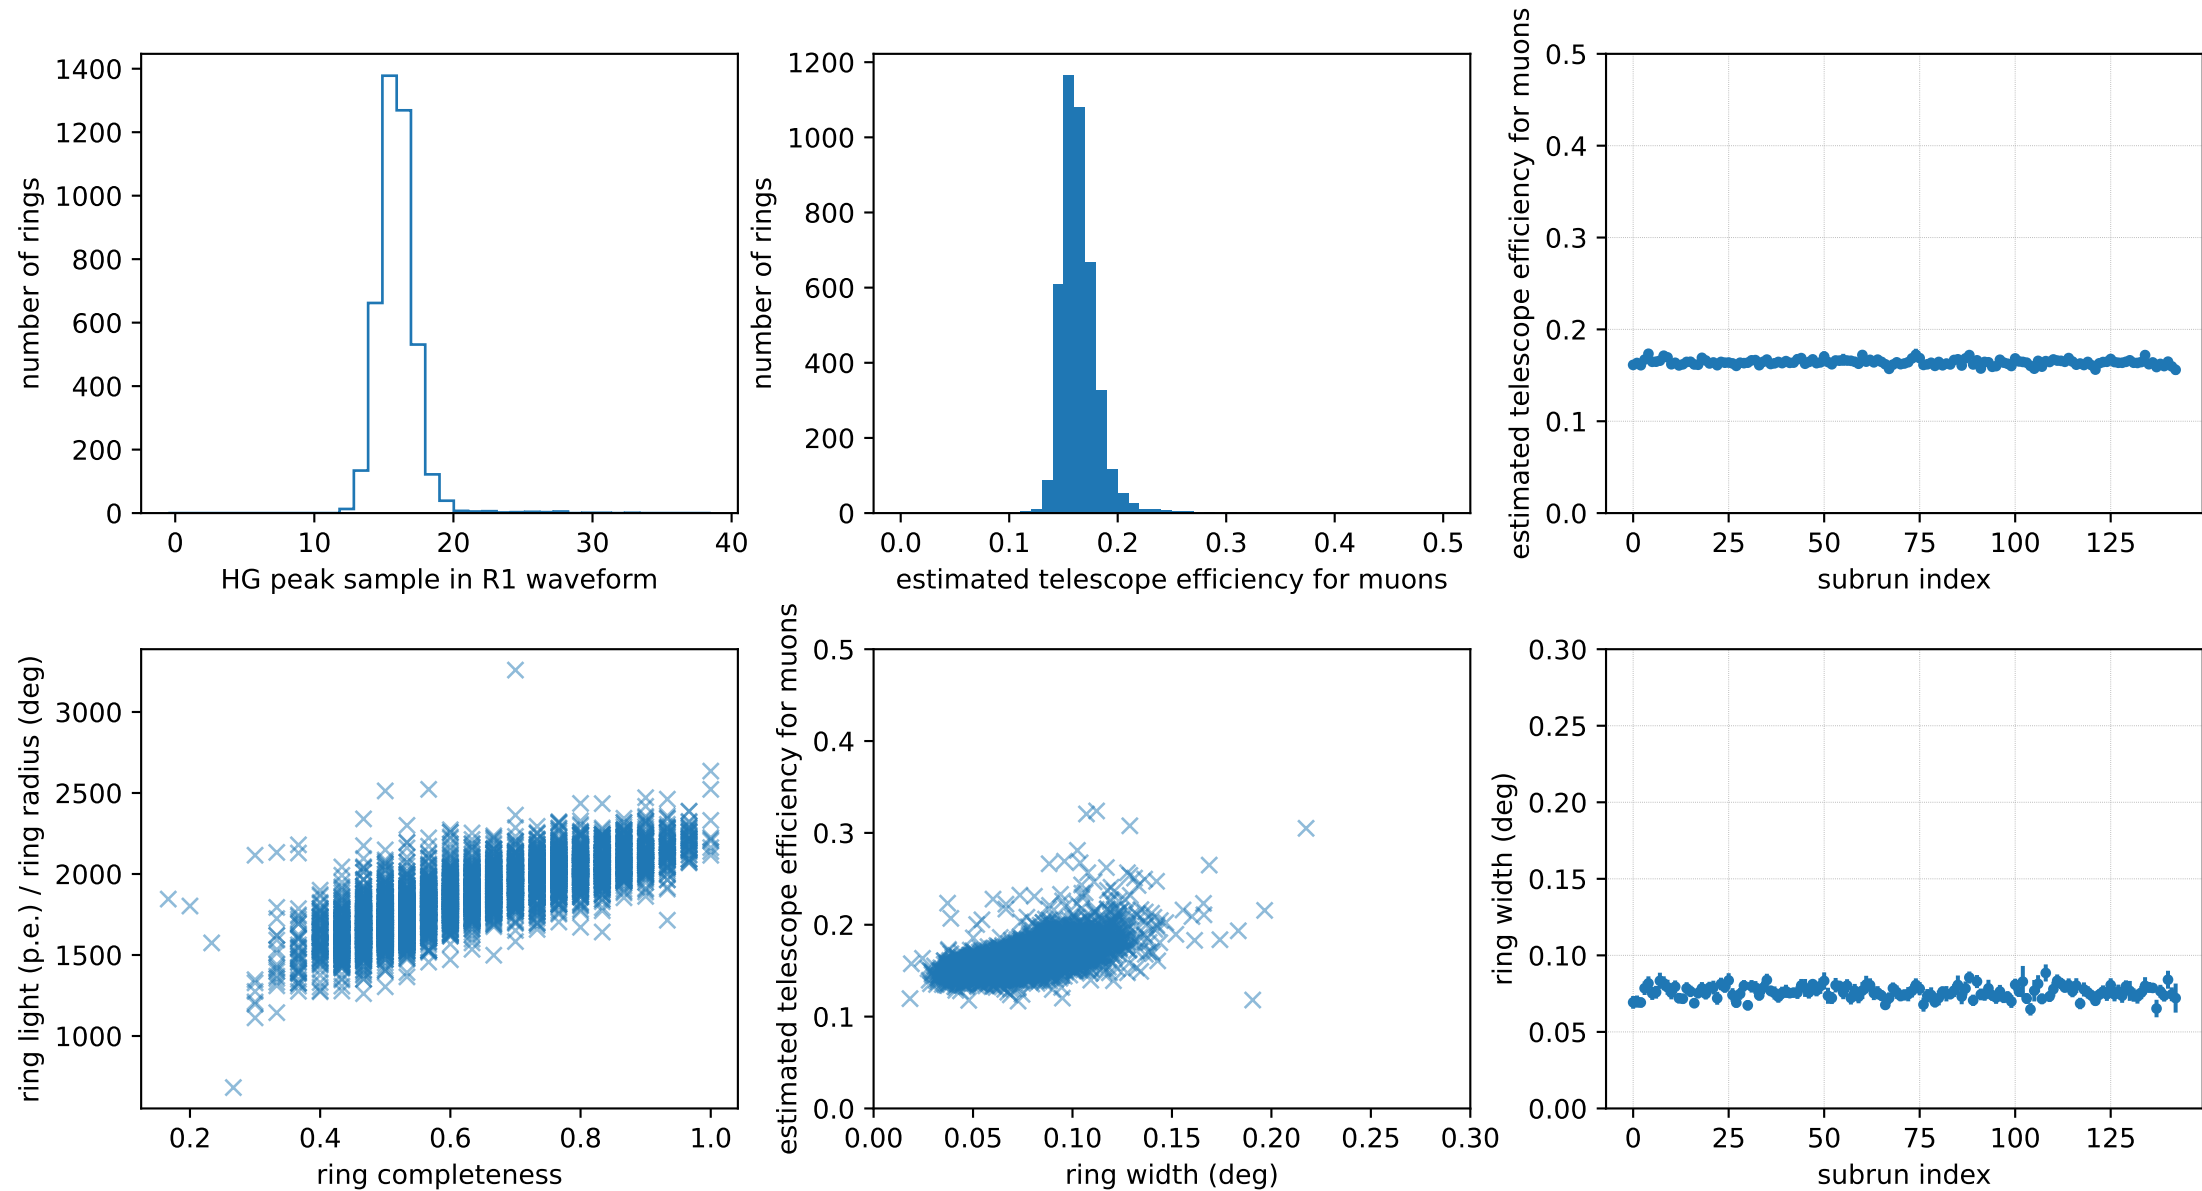 number of rings
1400
1200
1000
800
600
400
200
0
0 10 20 30 40
HG peak sample in R1 waveform
number of rings
1200
1000
800
600
400
200
0
0.0 0.1 0.2 0.3 0.4 0.5
estimated telescope efficiency for muons
estimated telescope efficiency for muons
0.5
0.4
0.3
0.2
0.1
0.0
0 25 50 75 100 125
subrun index
ring light (p.e.) / ring radius (deg)
3000
2500
2000
1500
1000
0.2 0.4 0.6 0.8 1.0
ring completeness
estimated telescope efficiency for muons
0.5
0.4
0.3
0.2
0.1
0.0
0.00 0.05 0.10 0.15 0.20 0.25 0.30
ring width (deg)
ring width (deg)
0.30
0.25
0.20
0.15
0.10
0.05
0.00
0 25 50 75 100 125
subrun index